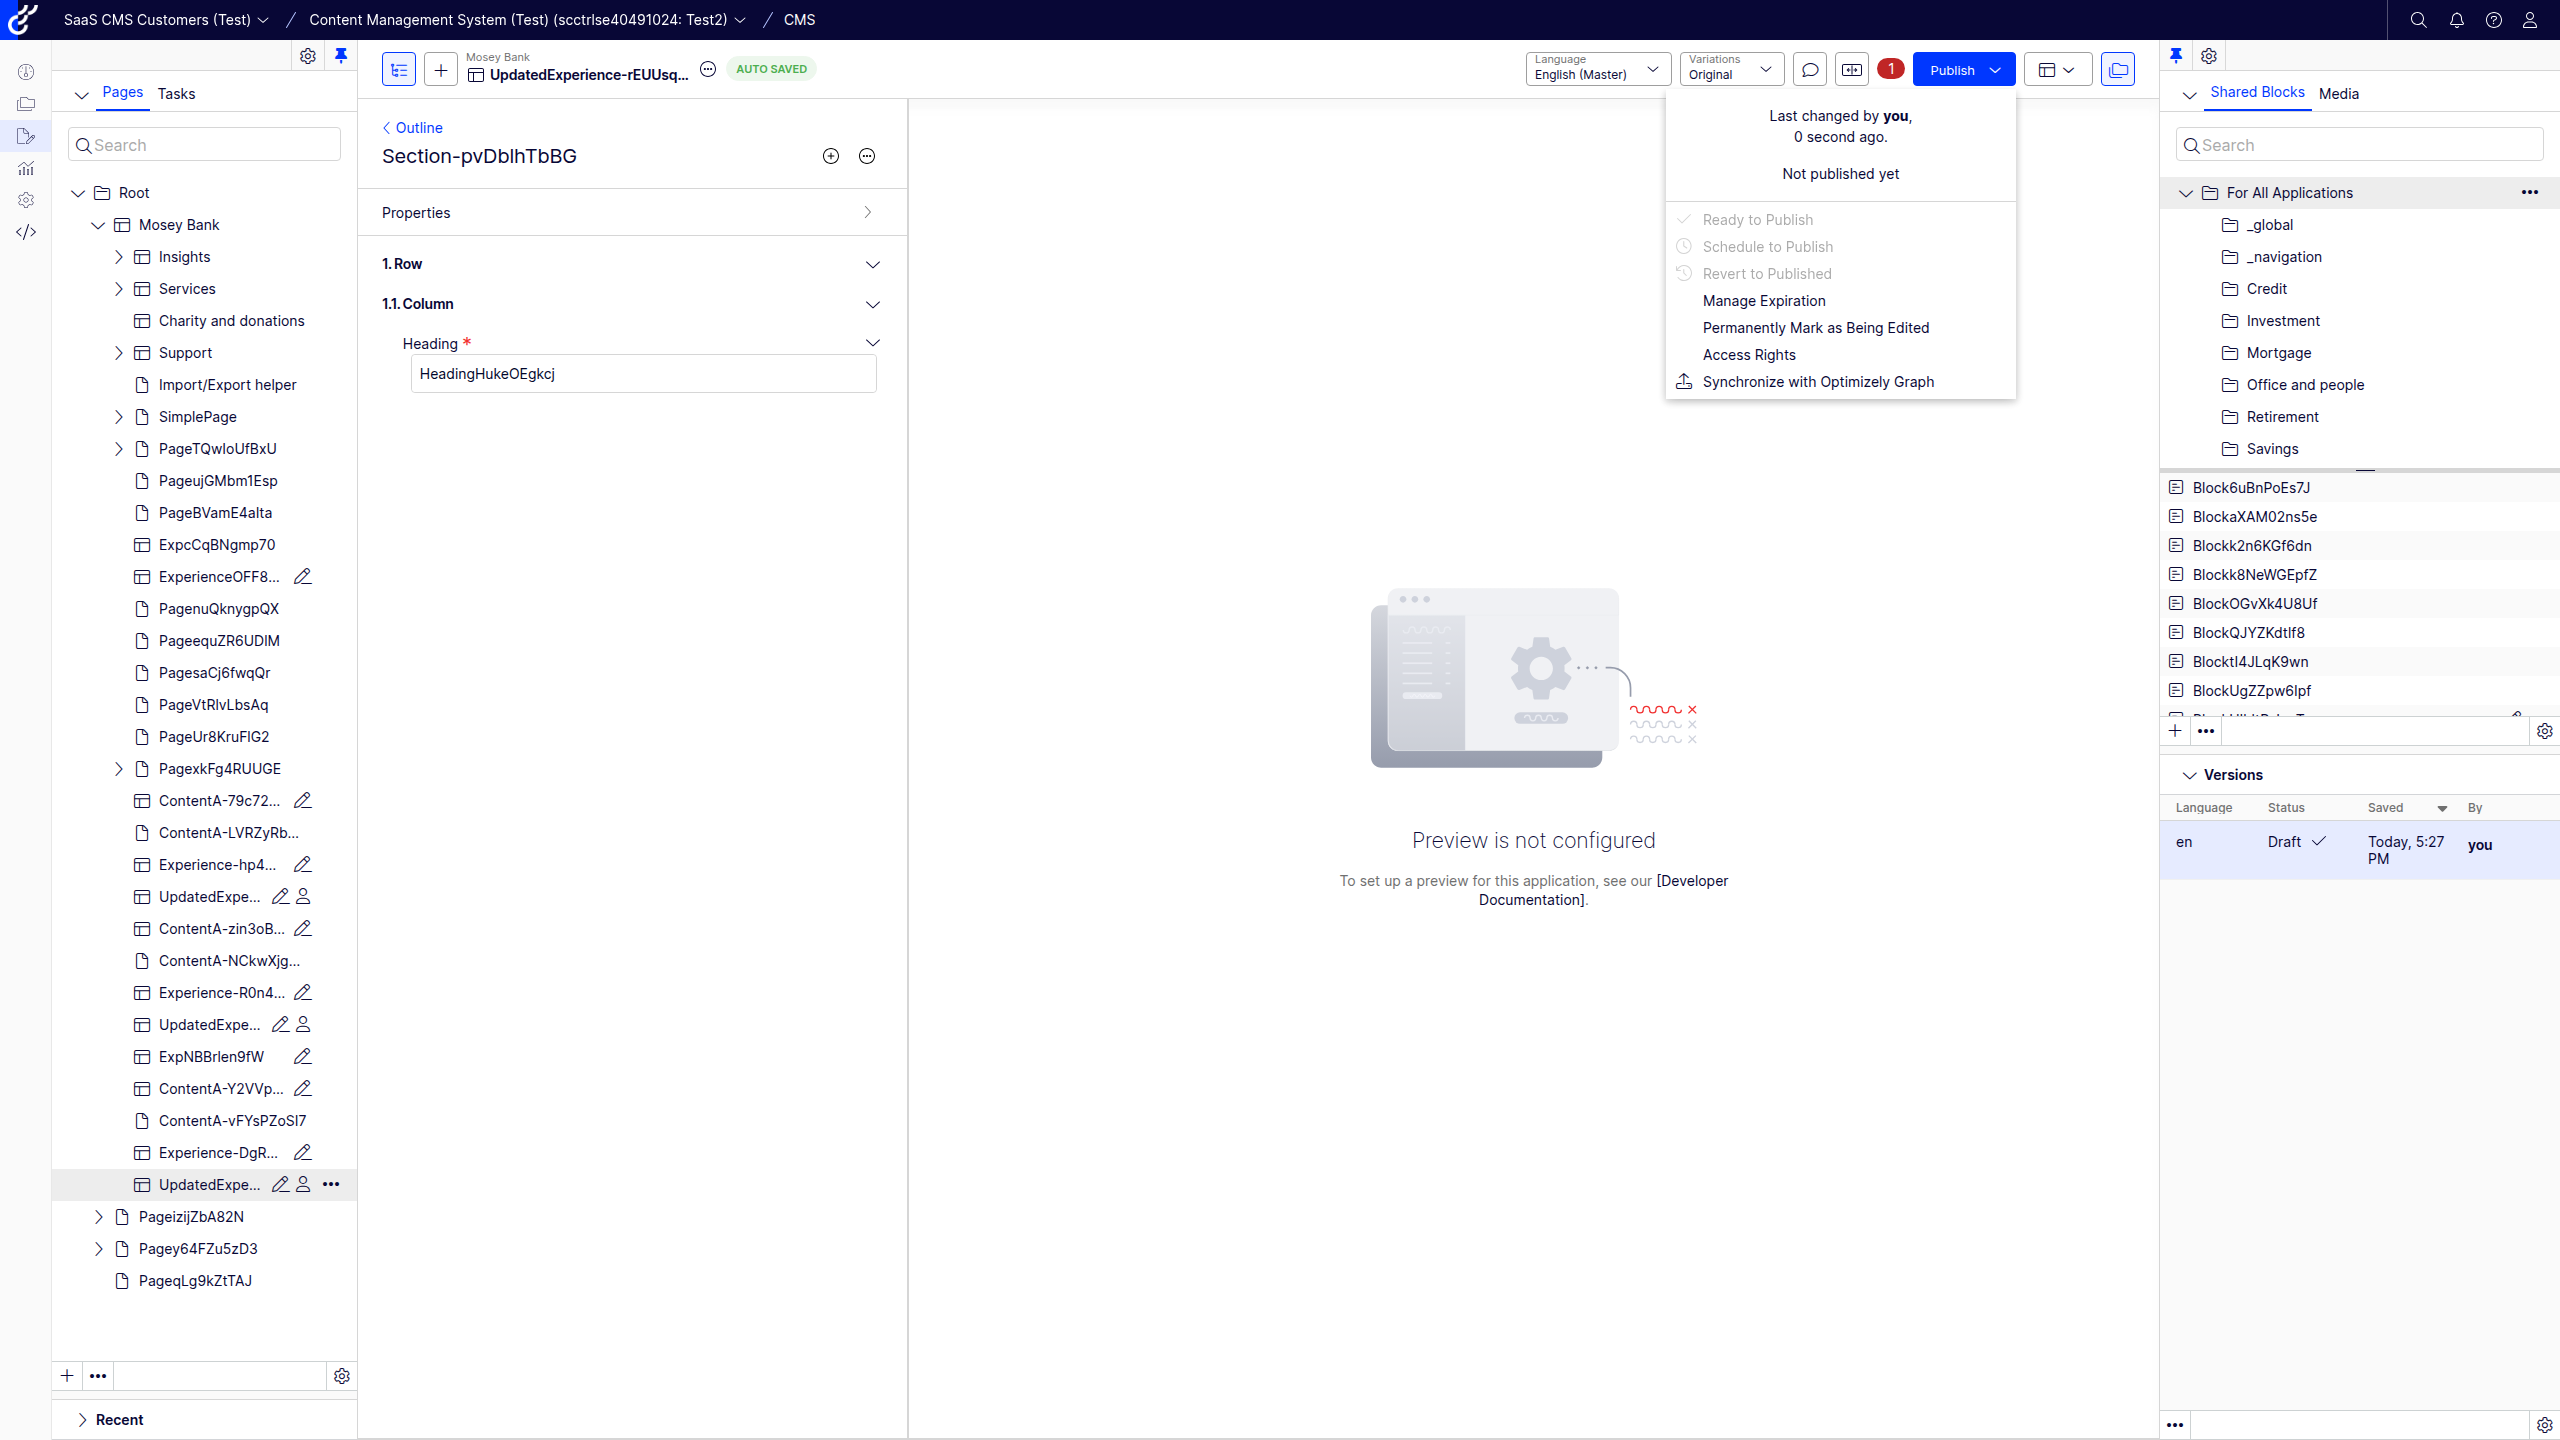 SaaS CMS Customers (Test) / Content Management System (Test) (scctrlse40491024: Test2) / CMS
Pages Tasks
Search
Root
Mosey Bank
Insights
Services
Charity and donations
Support
Import/Export helper
SimplePage
PageTQwIoUfBxU
PageujGMbm1Esp
PageBVamE4aIta
ExpcCqBNgmp70
ExperienceOFF8...
PagenuQknygpQX
PageequZR6UDIM
PagesaCj6fwqQr
PageVtRIvLbsAq
PageUr8KruFIG2
PagexkFg4RUUGE
ContentA-79c72...
ContentA-LVRZyRb...
Experience-hp4...
UpdatedExpe...
ContentA-zin3oB...
ContentA-NCkwXjg...
Experience-R0n4...
UpdatedExpe...
ExpNBBrIen9fW
ContentA-Y2VVp...
ContentA-vFYsPZoSI7
Experience-DgR...
UpdatedExpe...
PageizijZbA82N
Pagey64FZu5zD3
PageqLg9kZtTAJ
Recent
Mosey Bank
UpdatedExperience-rEUUsq...
AUTO SAVED
Language
English (Master)
Variations
Original
1
Publish
Outline
Section-pvDblhTbBG
Properties
1. Row
1.1. Column
Heading *
HeadingHukeOEgkcj
Last changed by you,
0 second ago.
Not published yet
Ready to Publish
Schedule to Publish
Revert to Published
Manage Expiration
Permanently Mark as Being Edited
Access Rights
Synchronize with Optimizely Graph
Preview is not configured
To set up a preview for this application, see our [Developer
Documentation].
Shared Blocks Media
Search
For All Applications
_global
_navigation
Credit
Investment
Mortgage
Office and people
Retirement
Savings
Block6uBnPoEs7J
BlockaXAM02ns5e
Blockk2n6KGf6dn
Blockk8NeWGEpfZ
BlockOGvXk4U8Uf
BlockQJYZKdtIf8
BlocktI4JLqK9wn
BlockUgZZpw6Ipf
Versions
Language Status Saved By
en Draft Today, 5:27 PM you